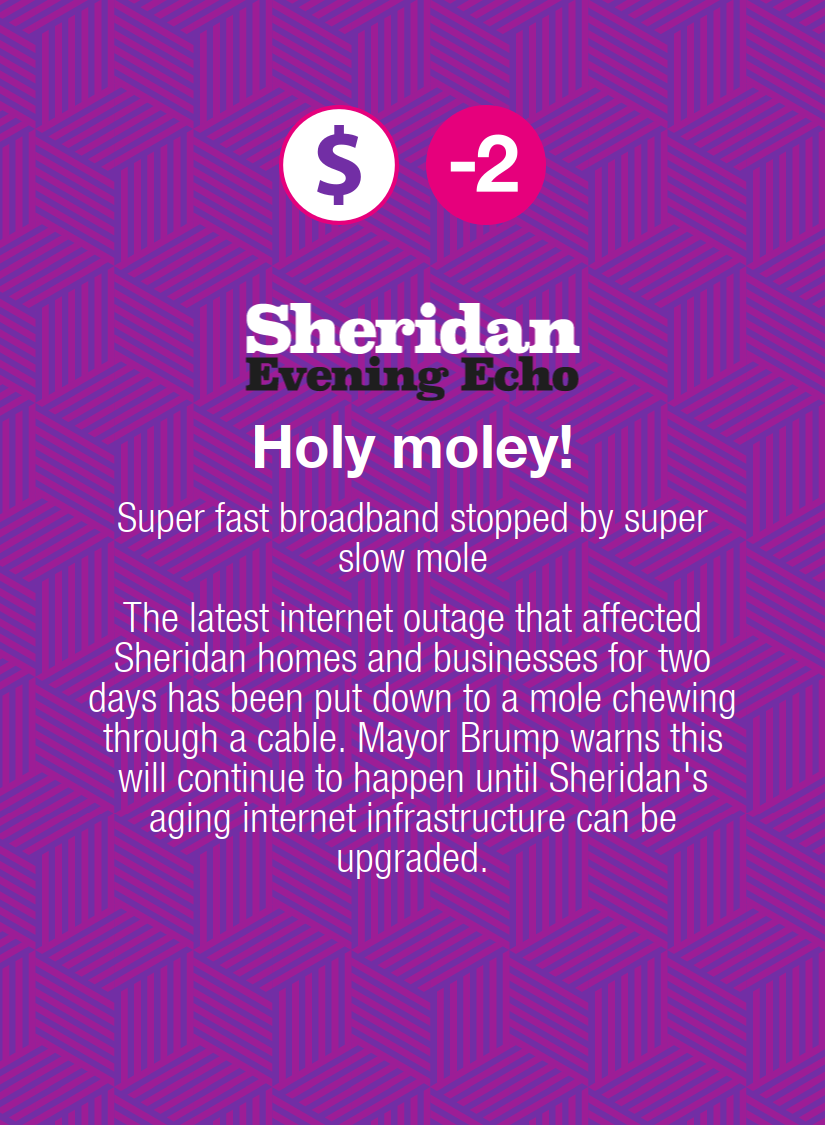 $ -2
Sheridan
Evening Echo
Holy moley!
Super fast broadband stopped by super
slow mole
The latest internet outage that affected
Sheridan homes and businesses for two
days has been put down to a mole chewing
through a cable. Mayor Brump warns this
will continue to happen until Sheridan's
aging internet infrastructure can be
upgraded.